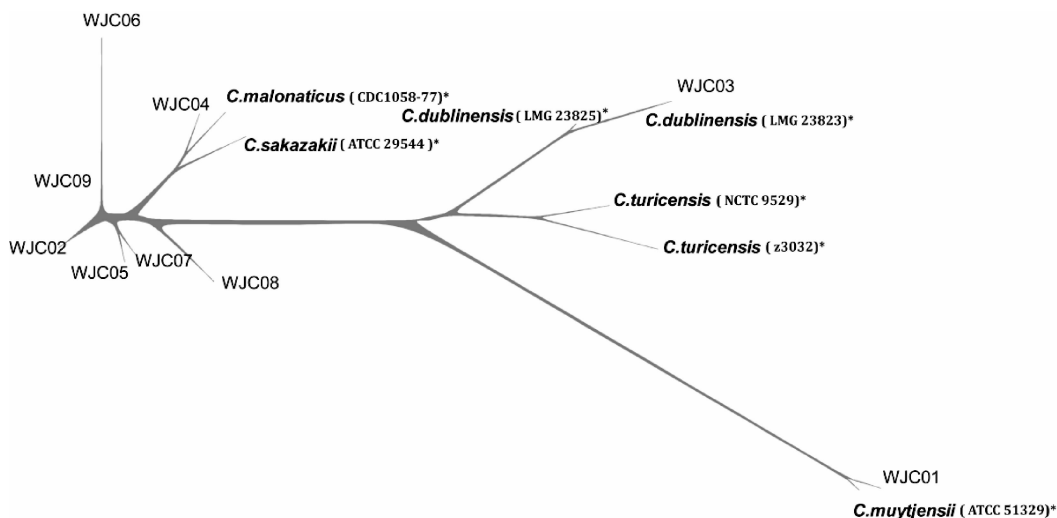 WJC06
WJC04
C.malonaticus ( CDC1058-77)*
WJC03
C.dublinensis ( LMG 23825 )*
C.dublinensis ( LMG 23823)*
C.sakazakii ( ATCC 29544 )*
WJC09
C.turicensis ( NCTC 9529)*
WJC02
C.turicensis ( z3032)*
WJC07
WJC05
WJC08
WJC01
C.muytjensii ( ATCC 51329)*